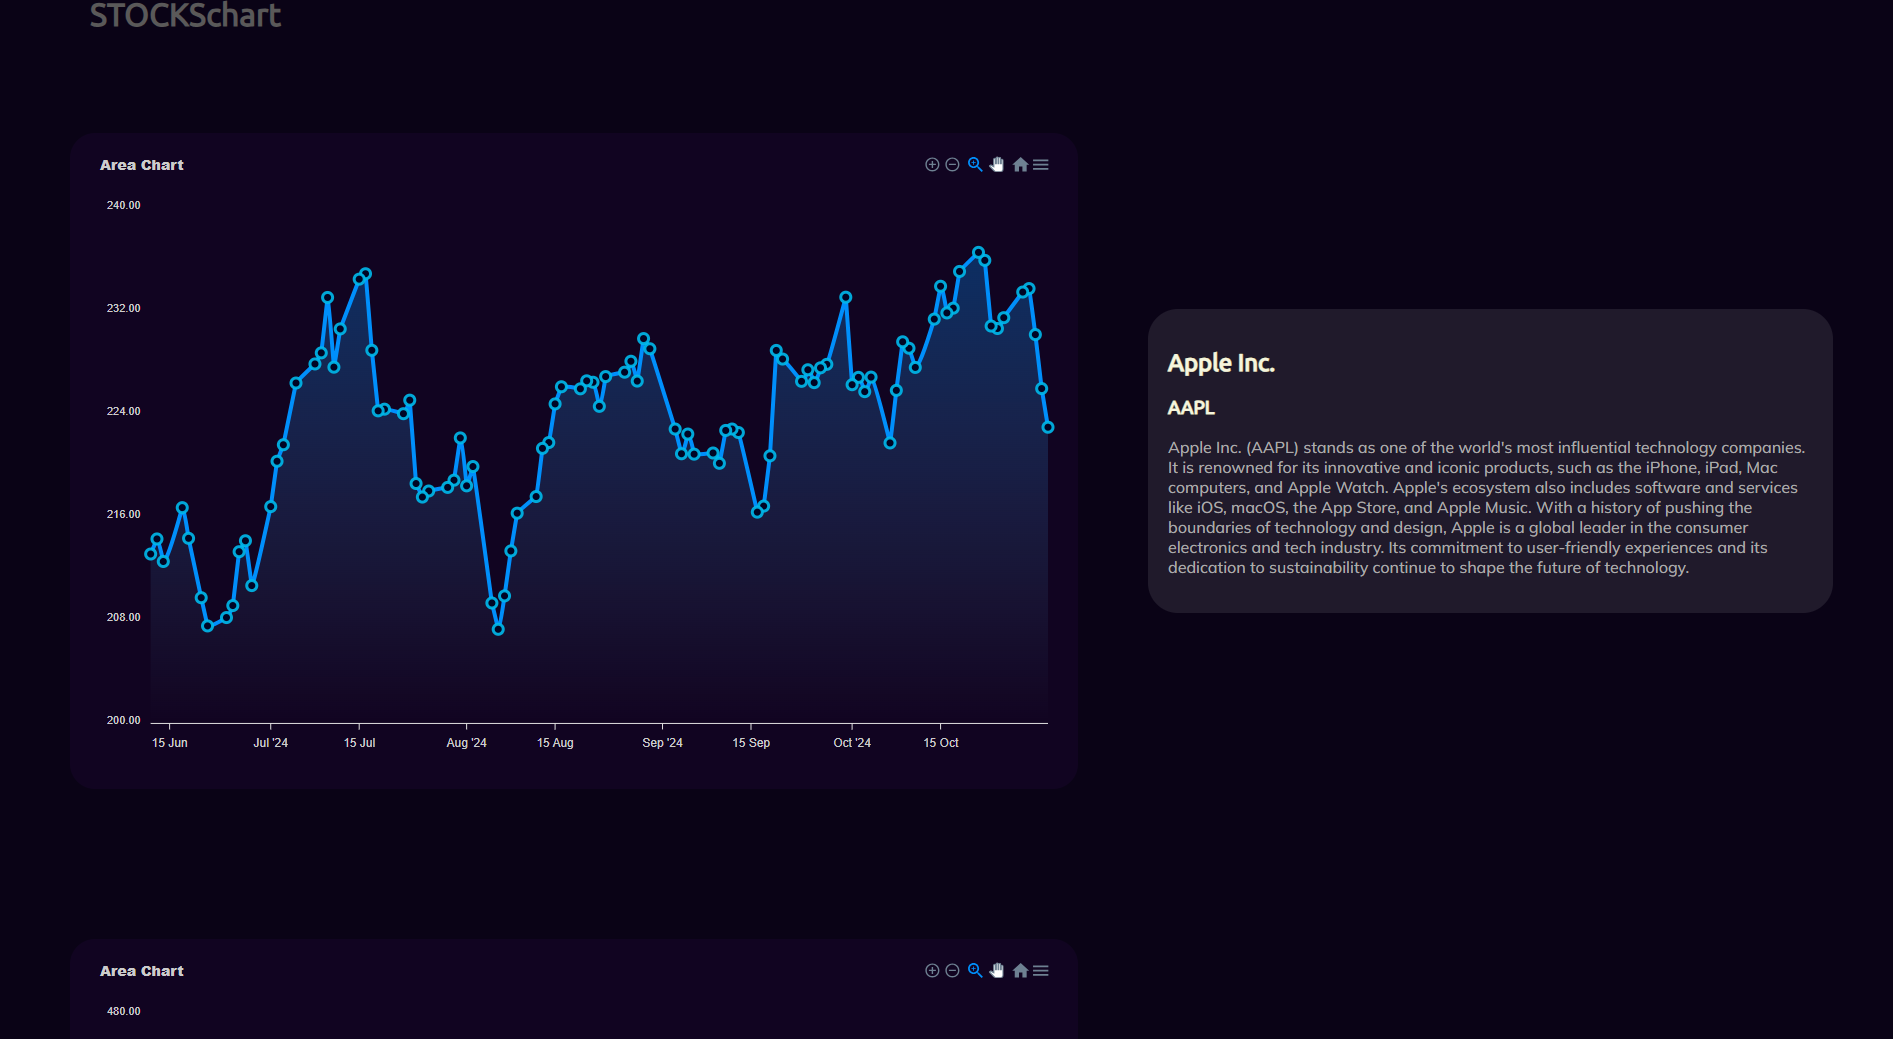 STOCKSchart
Area Chart
240.00
232.00
224.00
216.00
208.00
200.00
15 Jun
Jul '24
15 Jul
Aug '24
15 Aug
Sep '24
15 Sep
Oct '24
15 Oct
Apple Inc.
AAPL
Apple Inc. (AAPL) stands as one of the world's most influential technology companies.
It is renowned for its innovative and iconic products, such as the iPhone, iPad, Mac
computers, and Apple Watch. Apple's ecosystem also includes software and services
like iOS, macOS, the App Store, and Apple Music. With a history of pushing the
boundaries of technology and design, Apple is a global leader in the consumer
electronics and tech industry. Its commitment to user-friendly experiences and its
dedication to sustainability continue to shape the future of technology.
Area Chart
480.00